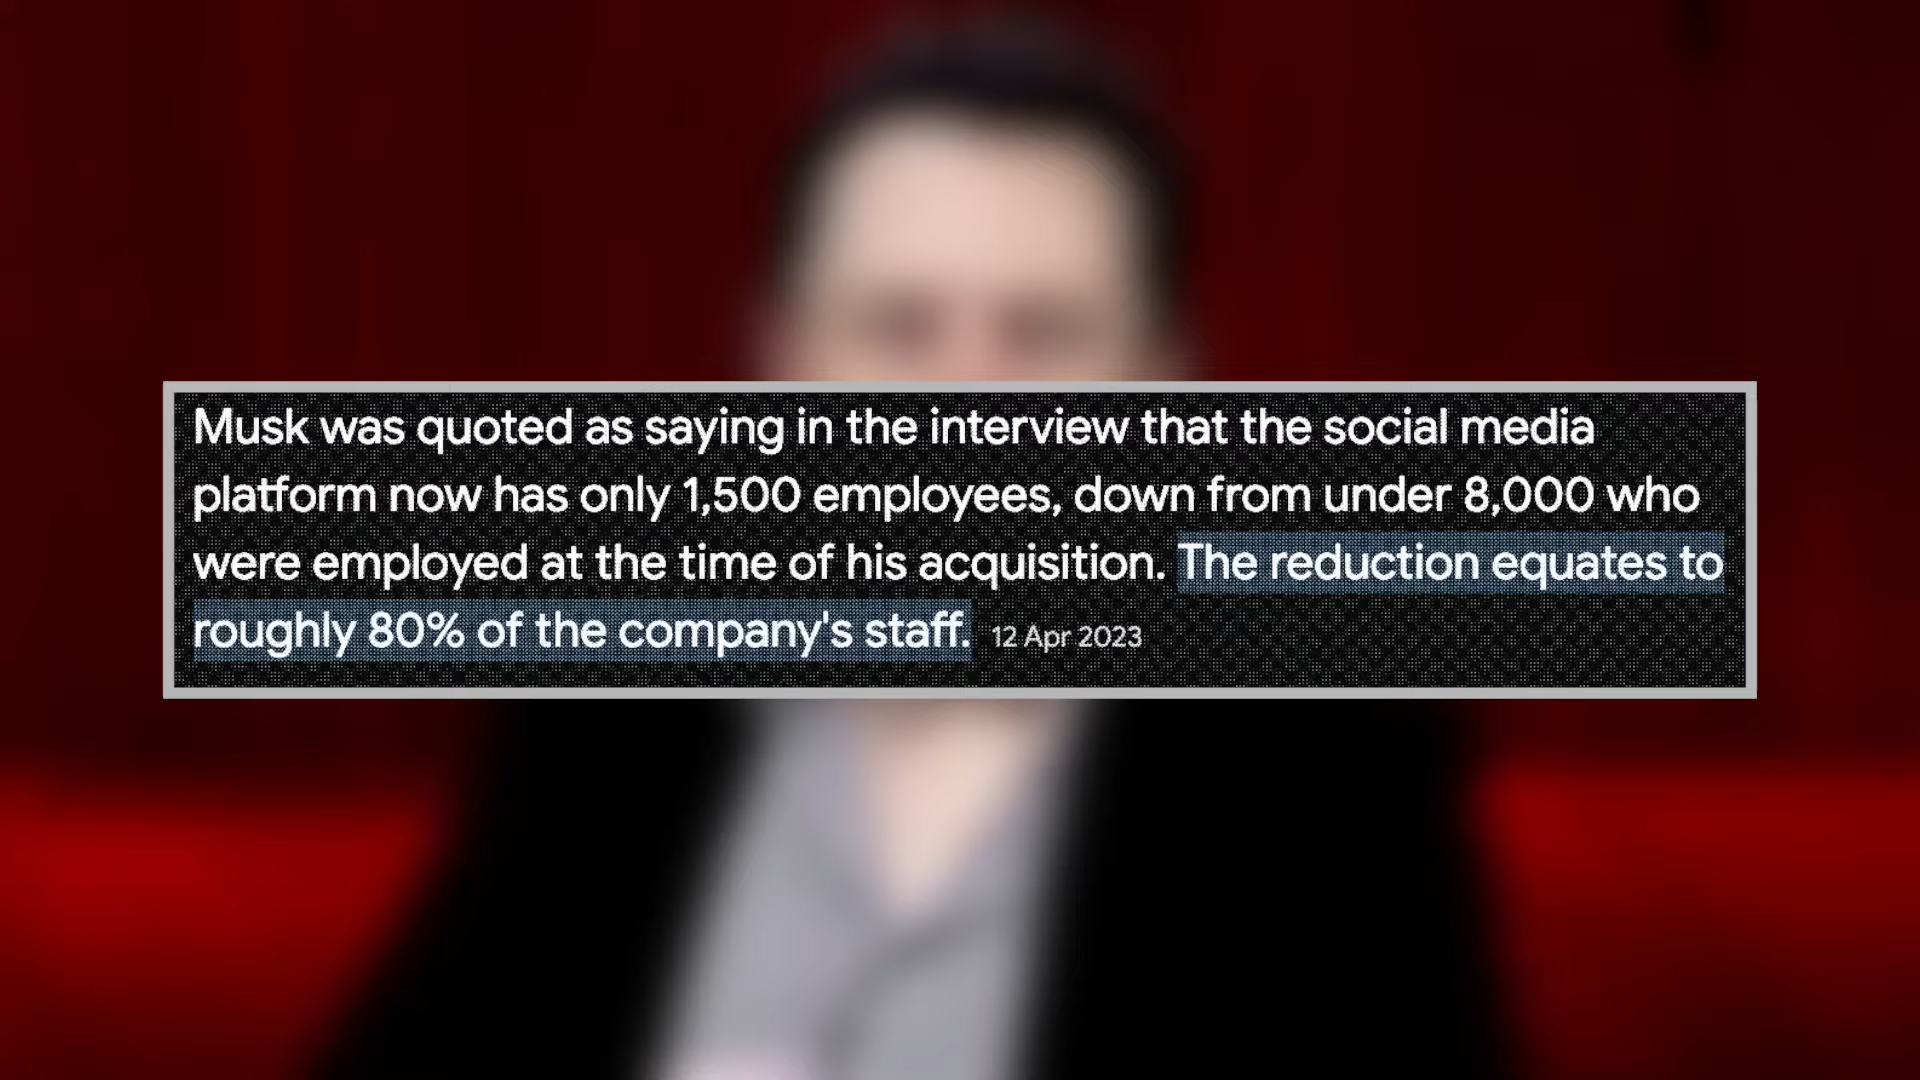 Musk was quoted as saying in the interview that the social media
platform now has only 1,500 employees, down from under 8,000 who
were employed at the time of his acquisition. The reduction equates to
roughly 80% of the company's staff. 12 Apr 2023